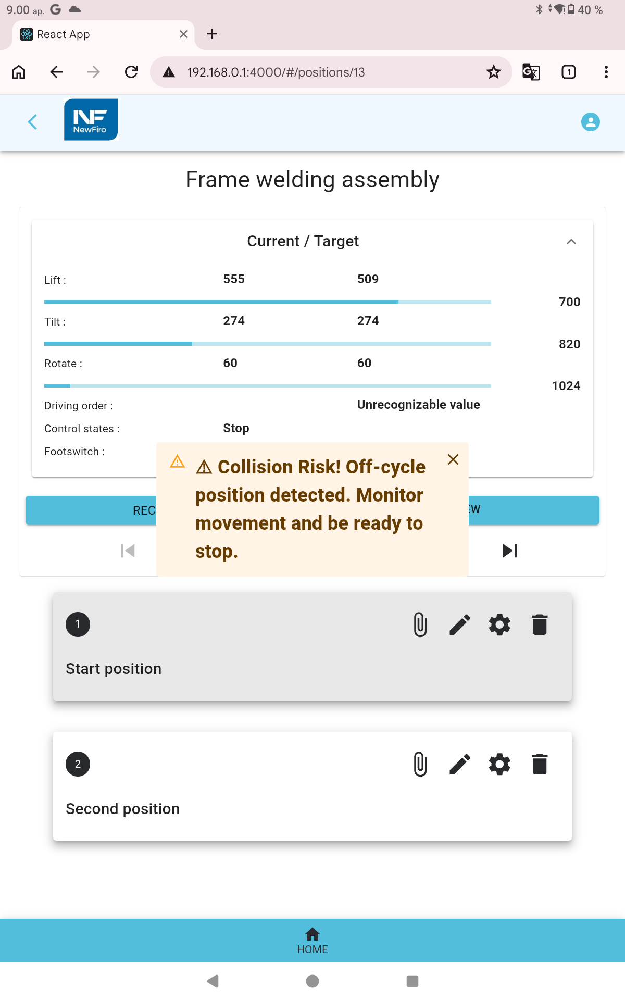 9.00 ap. 40 %
React App
192.168.0.1:4000/#/positions/13
1
NF
NewFiro
Frame welding assembly
Current / Target
Lift : 555 509
700
Tilt : 274 274
820
Rotate : 60 60
1024
Driving order : Unrecognizable value
Control states : Stop
Footswitch :
⚠ Collision Risk! Off-cycle
position detected. Monitor
movement and be ready to
stop.
1
Start position
2
Second position
HOME